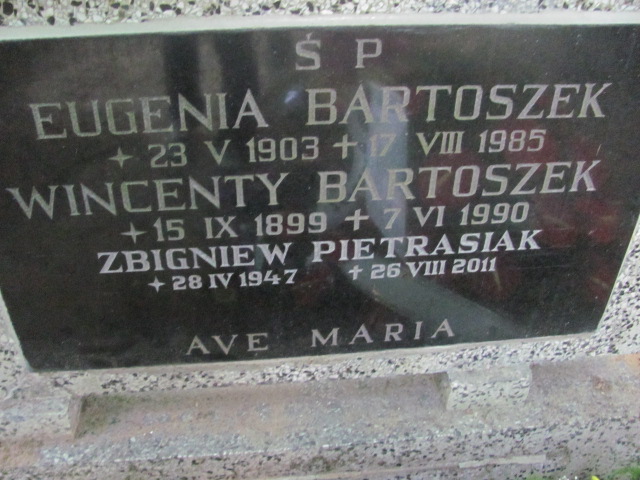 Ś P
EUGENIA BARTOSZEK
✦ 23 V 1903 ✝ 17 VIII 1985
WINCENTY BARTOSZEK
✦ 15 IX 1899 ✝ 7 VI 1990
ZBIGNIEW PIETRASIAK
✦ 28 IV 1947 ✝ 26 VIII 2011
AVE MARIA